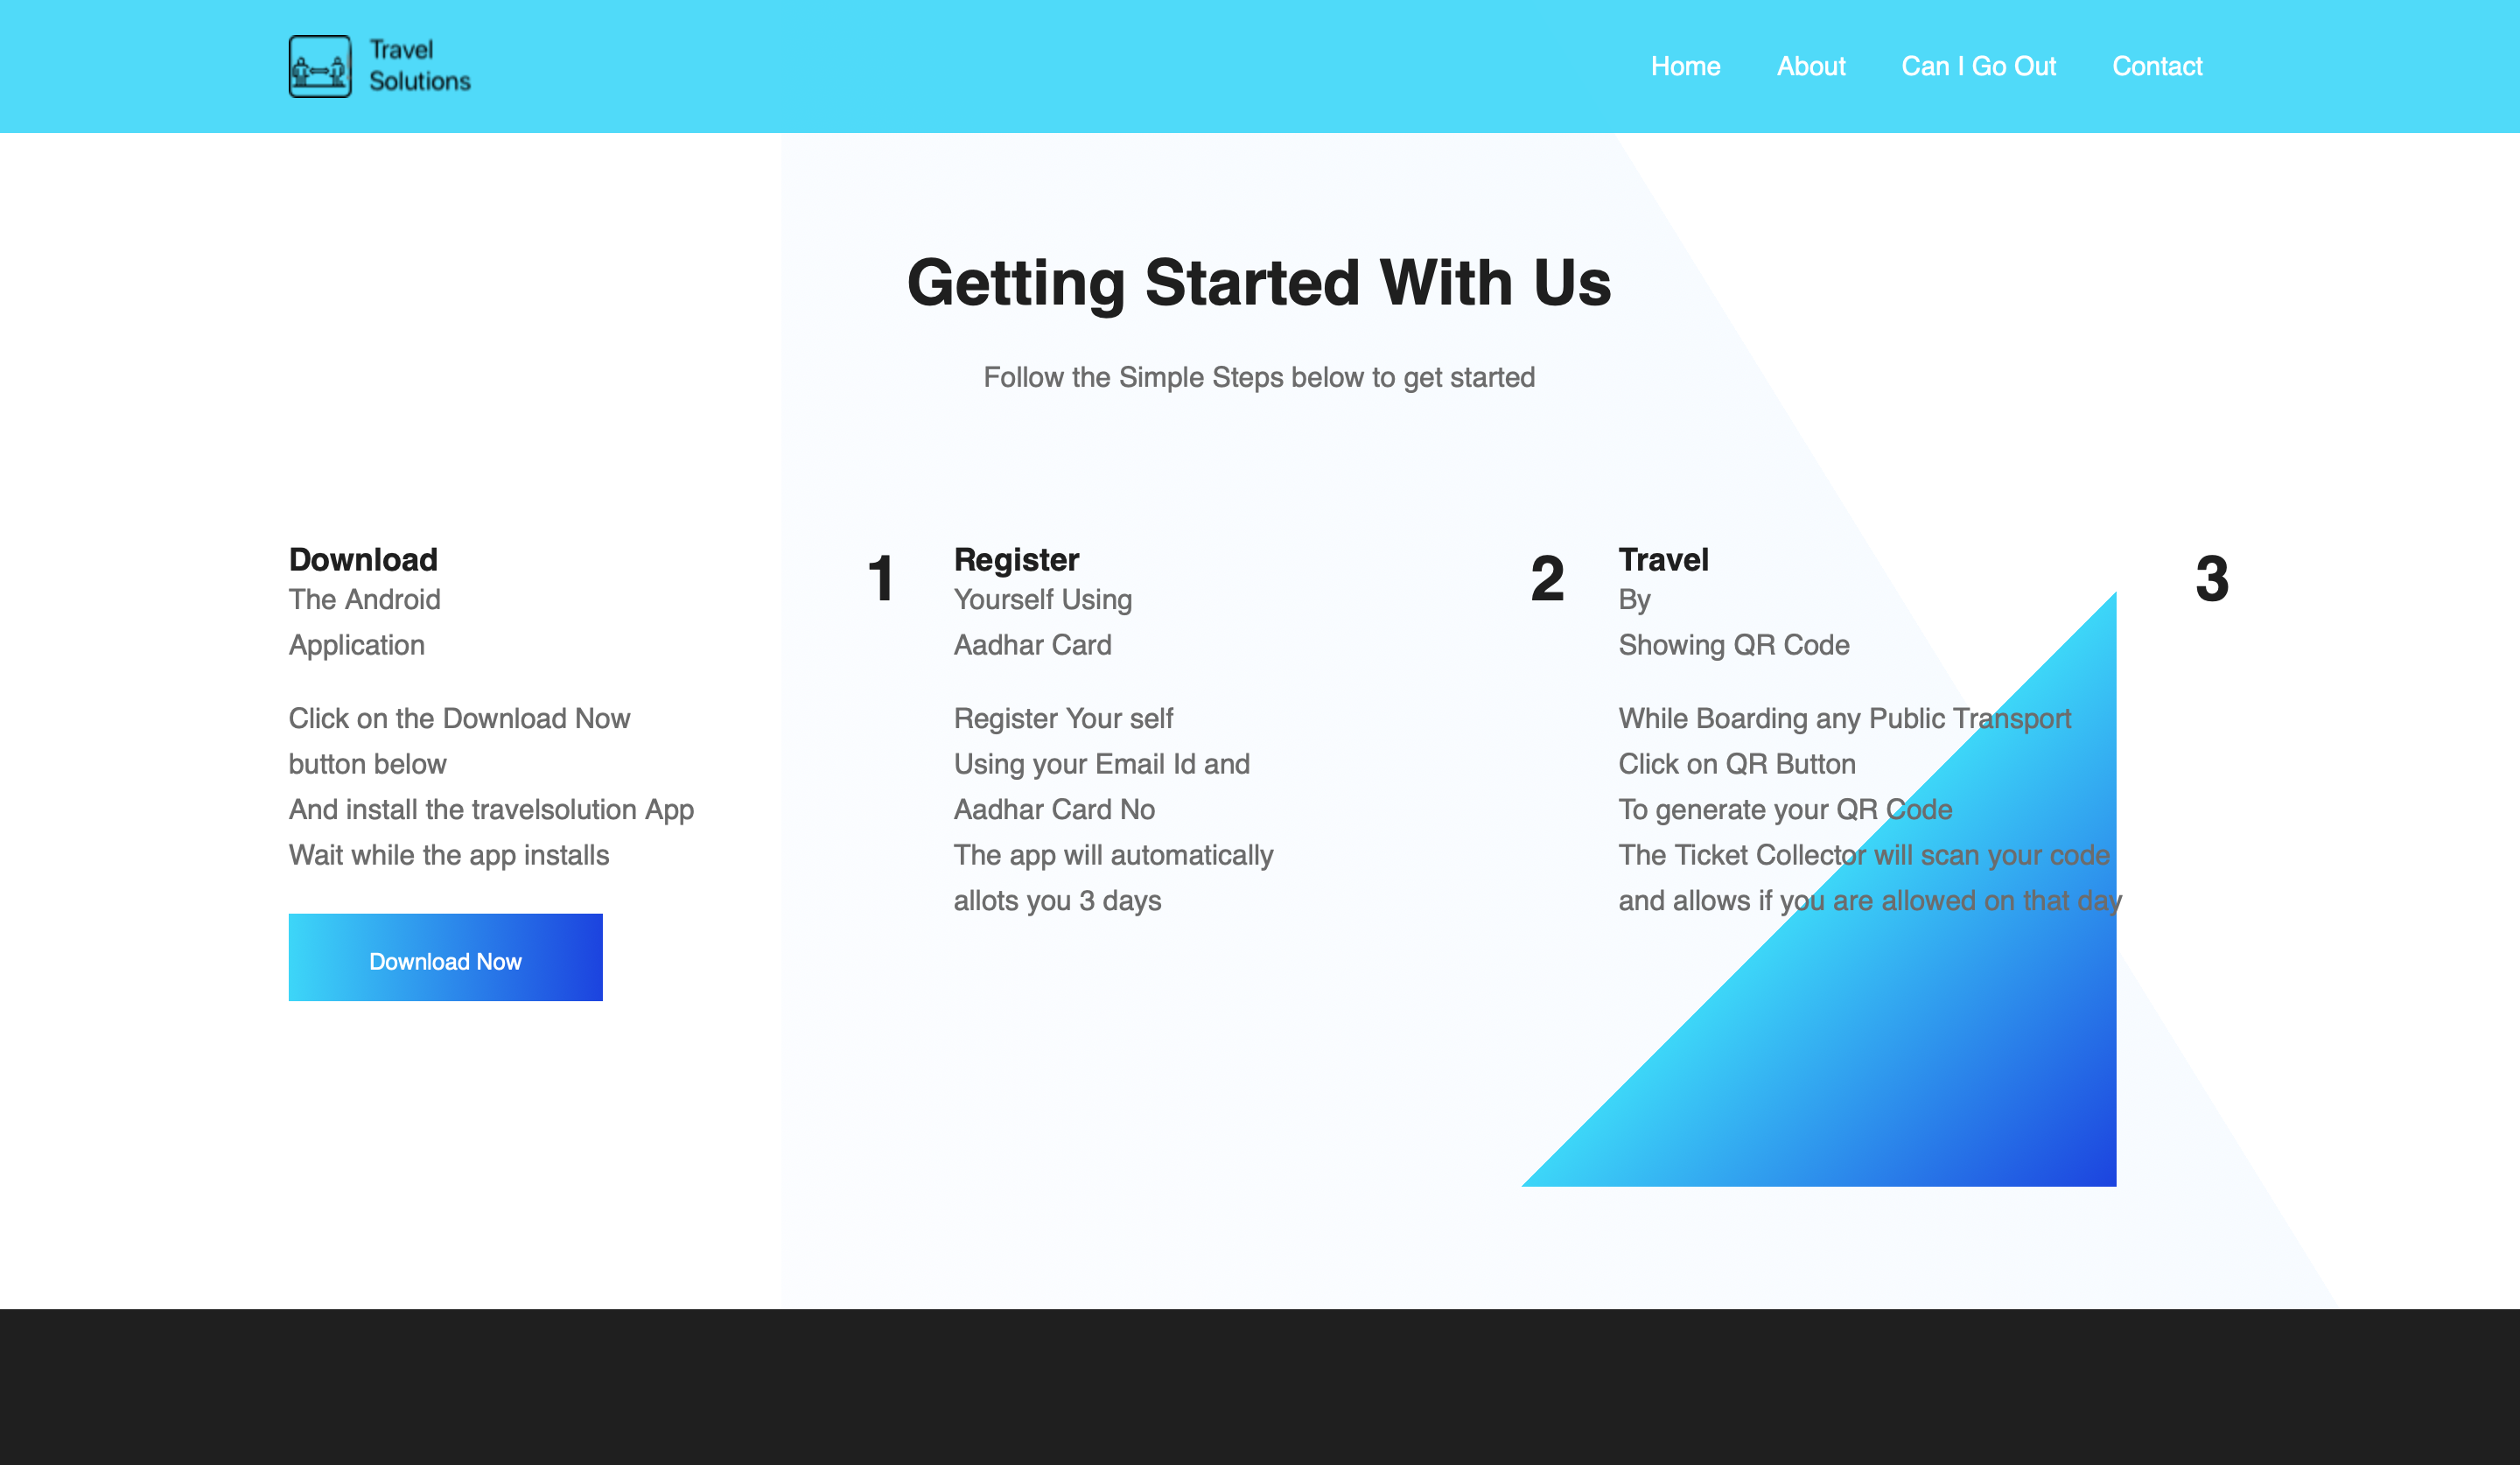 Travel
Solutions
Home
About
Can I Go Out
Contact
Getting Started With Us
Follow the Simple Steps below to get started
Download
The Android
Application
1
Click on the Download Now
button below
And install the travelsolution App
Wait while the app installs
Download Now
Register
Yourself Using
Aadhar Card
2
Register Your self
Using your Email Id and
Aadhar Card No
The app will automatically
allots you 3 days
Travel
By
Showing QR Code
3
While Boarding any Public Transport
Click on QR Button
To generate your QR Code
The Ticket Collector will scan your code
and allows if you are allowed on that day